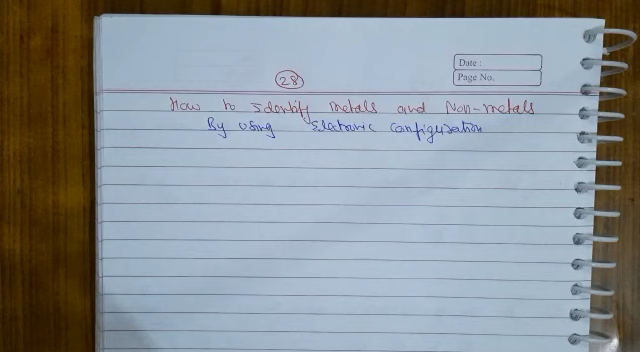 Date :
28
Page No.
How to Identify metals and Non-metals
By using Electronic Configuration